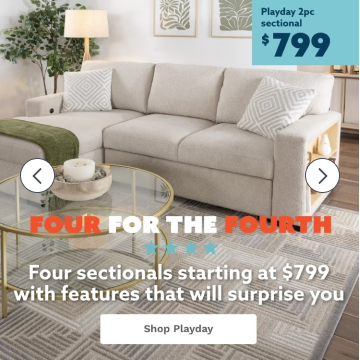 Playday 2pc
sectional
$799
FOUR FOR THE FOURTH
Four sectionals starting at $799
with features that will surprise you
Shop Playday